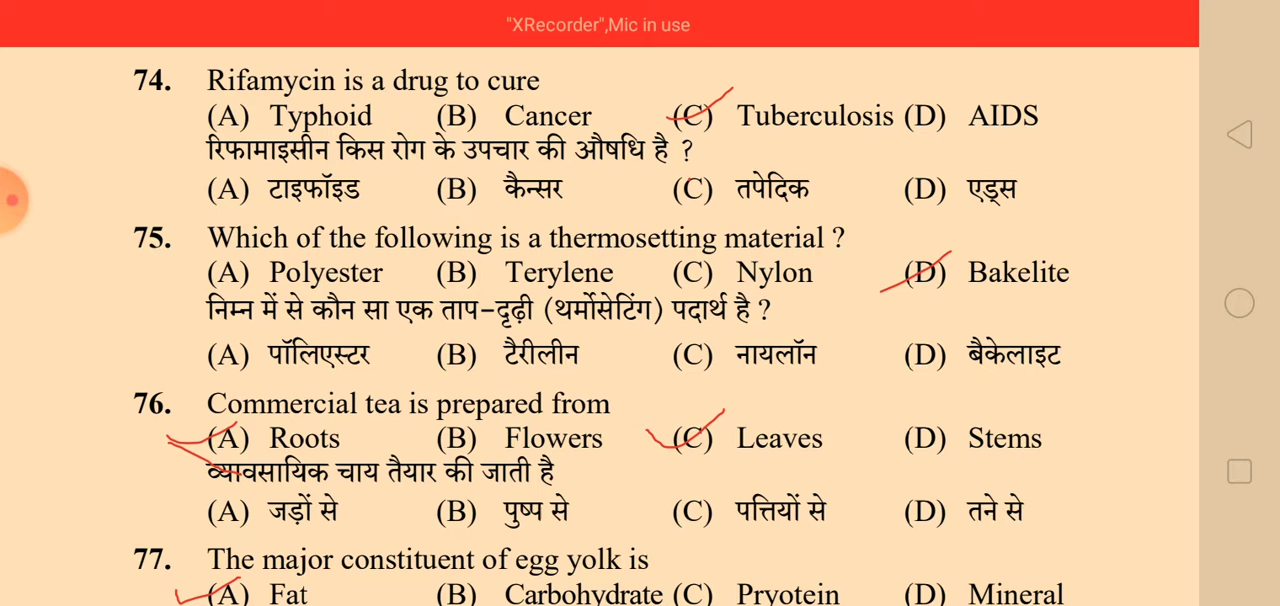 "XRecorder",Mic in use
74. Rifamycin is a drug to cure
(A) Typhoid (B) Cancer (C) Tuberculosis (D) AIDS
रिफामाइसीन किस रोग के उपचार की औषधि है ?
(A) टाइफॉइड (B) कैन्सर (C) तपेदिक (D) एड्स
75. Which of the following is a thermosetting material ?
(A) Polyester (B) Terylene (C) Nylon (D) Bakelite
निम्न में से कौन सा एक ताप-दृढ़ी (थर्मोसेटिंग) पदार्थ है ?
(A) पॉलिएस्टर (B) टैरीलीन (C) नायलॉन (D) बैकेलाइट
76. Commercial tea is prepared from
(A) Roots (B) Flowers (C) Leaves (D) Stems
व्यावसायिक चाय तैयार की जाती है
(A) जड़ों से (B) पुष्प से (C) पत्तियों से (D) तने से
77. The major constituent of egg yolk is
(A) Fat (B) Carbohydrate (C) Pryotein (D) Mineral